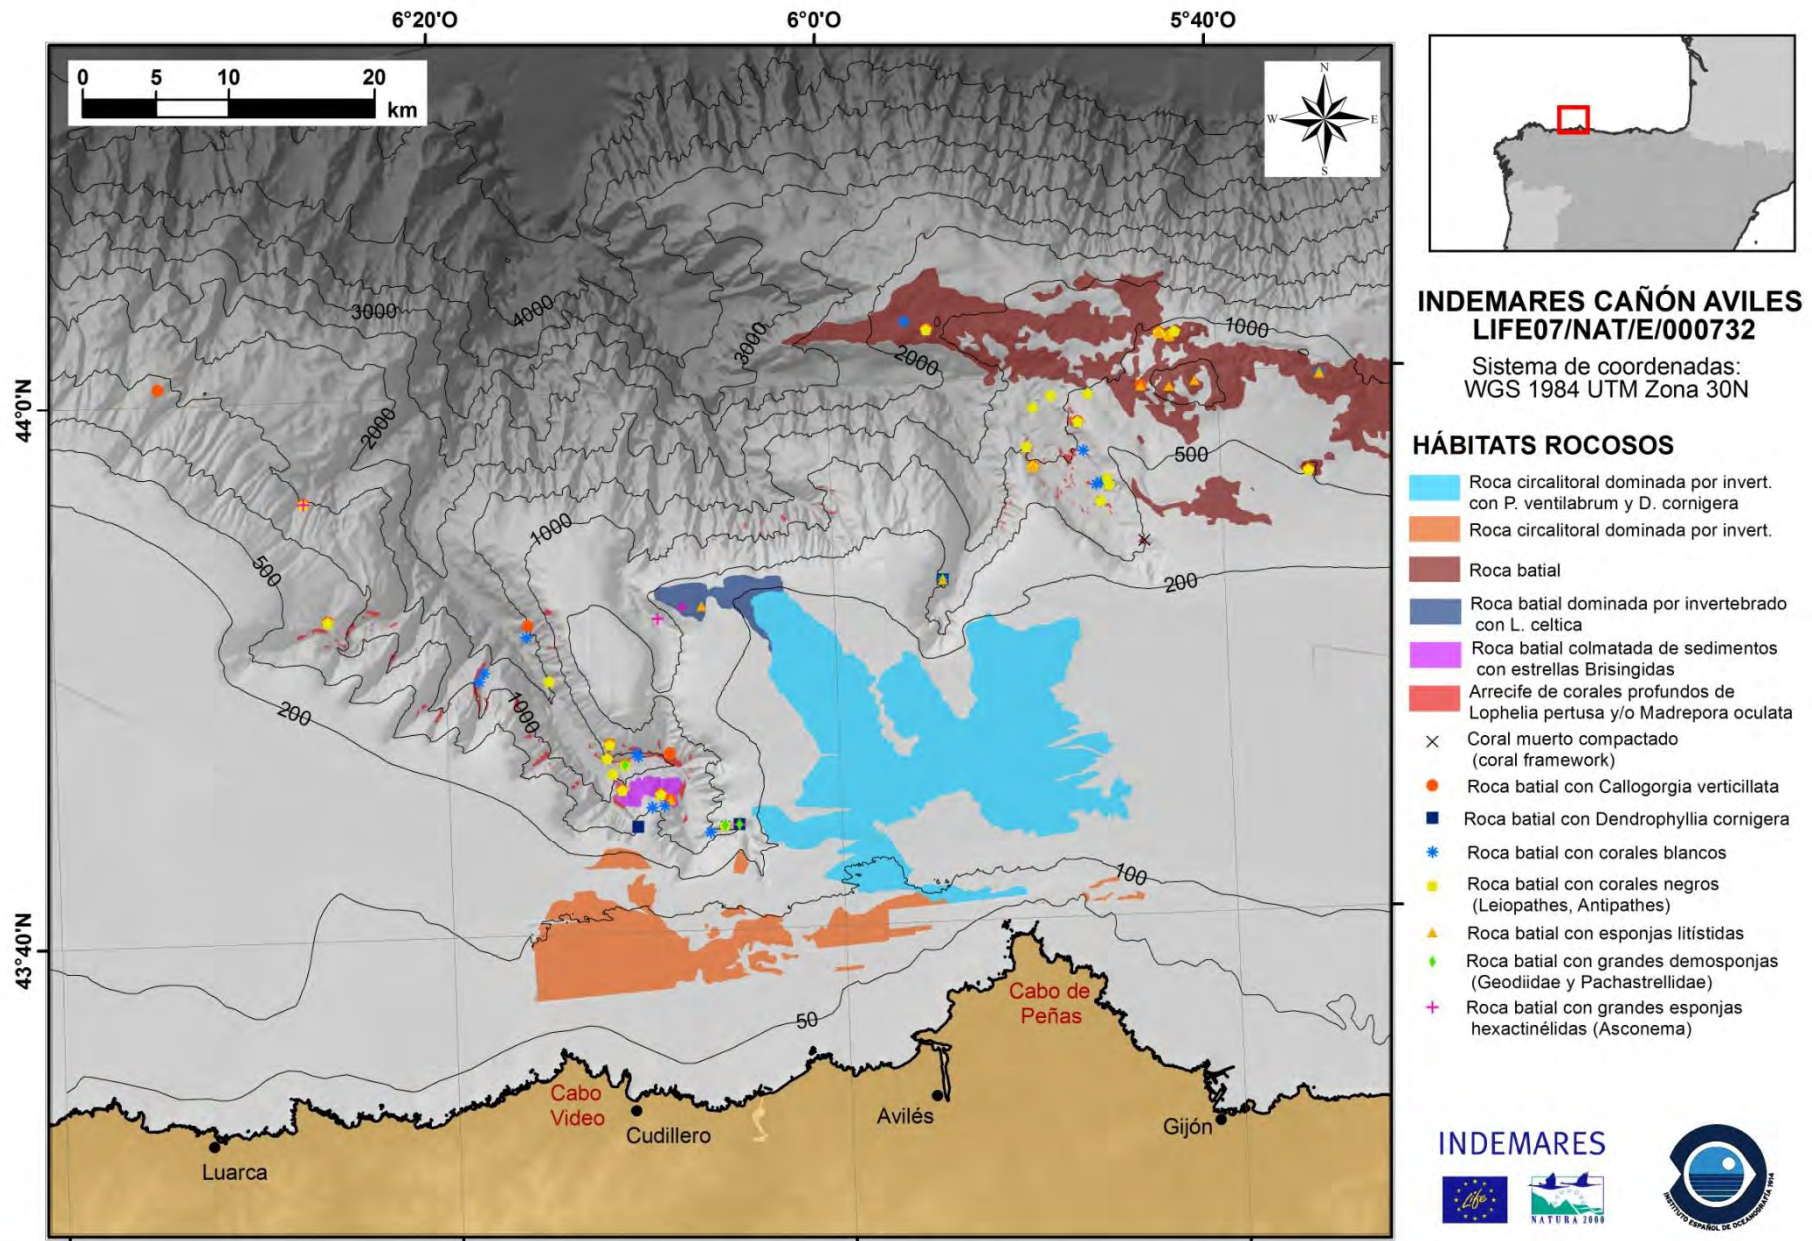 6°20'O 6°0'O 5°40'O
0 5 10 20
km
N
W E
S
44°0'N
43°40'N
3000
4000
3000
2000
1000
2000
500
500
1000
200
1000
200
100
50
Cabo de
Peñas
Cabo
Video
Cudillero
Avilés
Gijón
Luarca
INDEMARES CAÑÓN AVILES
LIFE07/NAT/E/000732
Sistema de coordenadas:
WGS 1984 UTM Zona 30N
HÁBITATS ROCOSOS
Roca circalitoral dominada por invert.
con P. ventilabrum y D. cornigera
Roca circalitoral dominada por invert.
Roca batial
Roca batial dominada por invertebrado
con L. celtica
Roca batial colmatada de sedimentos
con estrellas Brisingidas
Arrecife de corales profundos de
Lophelia pertusa y/o Madrepora oculata
Coral muerto compactado
(coral framework)
Roca batial con Callogorgia verticillata
Roca batial con Dendrophyllia cornigera
Roca batial con corales blancos
Roca batial con corales negros
(Leiopathes, Antipathes)
Roca batial con esponjas litístidas
Roca batial con grandes demosponjas
(Geodiidae y Pachastrellidae)
Roca batial con grandes esponjas
hexactinélidas (Asconema)
INDEMARES
Life
NATURA 2000
INSTITUTO ESPAÑOL DE OCEANOGRAFIA 1914